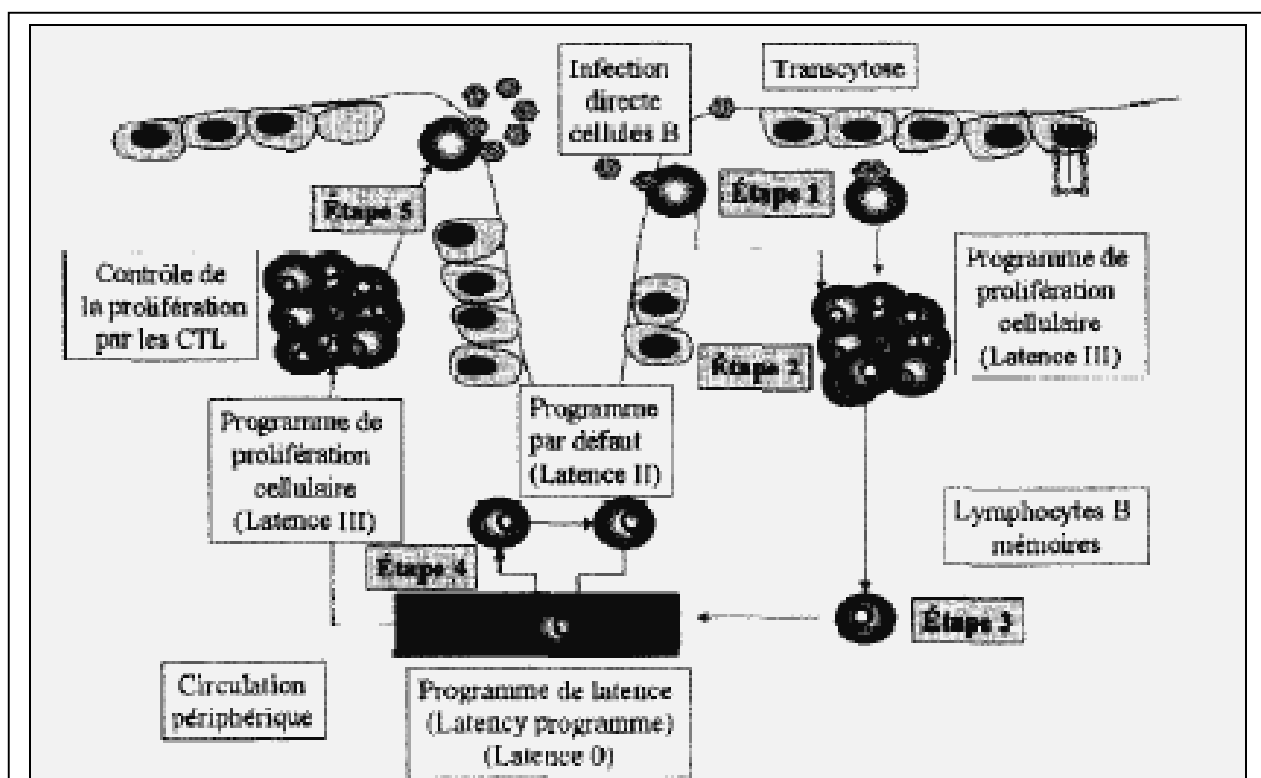 Infection
directe
cellules B
Transcytose
Étape 1
Étape 5
Contrôle de
la prolifération
par les CTL
Programme de
prolifération
cellulaire
(Latence III)
Étape 2
Programme de
prolifération
cellulaire
(Latence III)
Programme
par défaut
(Latence II)
Lymphocytes B
mémoires
Étape 4
Étape 3
Circulation
périphérique
Programme de latence
(Latency programme)
(Latence 0)